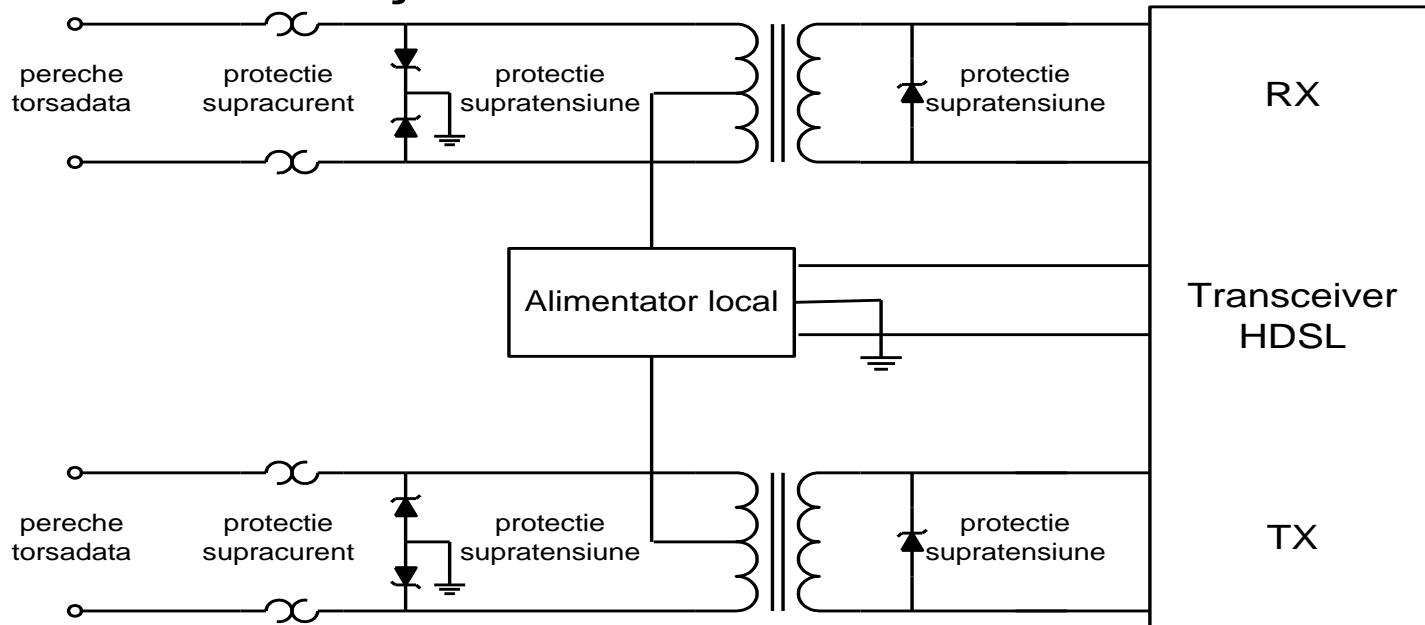 pereche
torsadata
protectie
supracurent
protectie
supratensiune
protectie
supratensiune
RX
Alimentator local
Transceiver
HDSL
pereche
torsadata
protectie
supracurent
protectie
supratensiune
protectie
supratensiune
TX